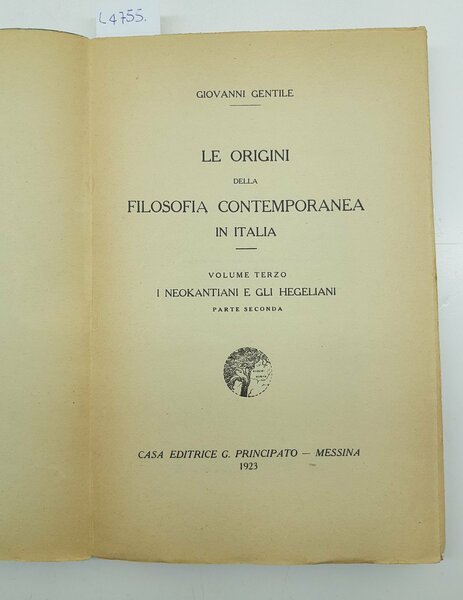 L4755.
GIOVANNI GENTILE
LE ORIGINI
DELLA
FILOSOFIA CONTEMPORANEA
IN ITALIA
VOLUME TERZO
I NEOKANTIANI E GLI HEGELIANI
PARTE SECONDA
CASA EDITRICE G. PRINCIPATO — MESSINA
1923